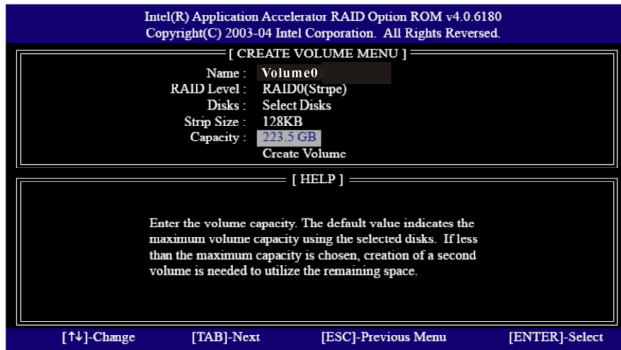 Intel(R) Application Accelerator RAID Option ROM v4.0.6180
Copyright(C) 2003-04 Intel Corporation. All Rights Reversed.
[ CREATE VOLUME MENU ]
Name : Volume0
RAID Level : RAID0(Stripe)
Disks : Select Disks
Strip Size : 128KB
Capacity : 223.5 GB
Create Volume
[ HELP ]
Enter the volume capacity. The default value indicates the
maximum volume capacity using the selected disks. If less
than the maximum capacity is chosen, creation of a second
volume is needed to utilize the remaining space.
[↑↓]-Change [TAB]-Next [ESC]-Previous Menu [ENTER]-Select